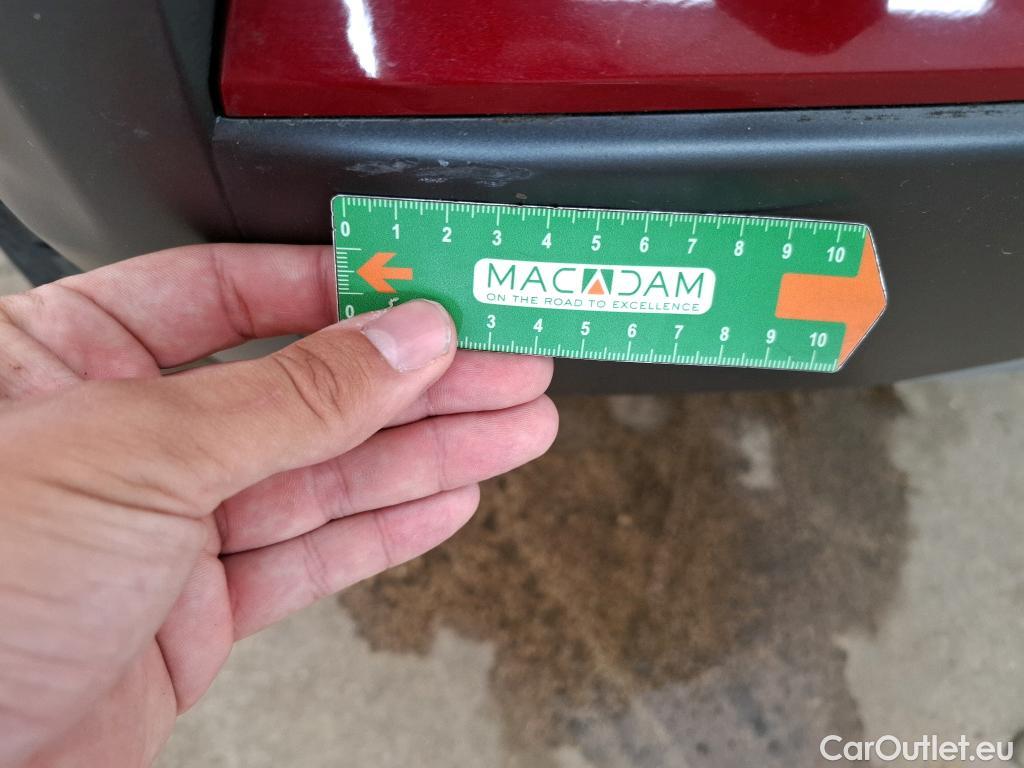 0 1 2 3 4 5 6 7 8 9 10
MACADAM
ON THE ROAD TO EXCELLENCE
0 3 4 5 6 7 8 9 10
CarOutlet.eu